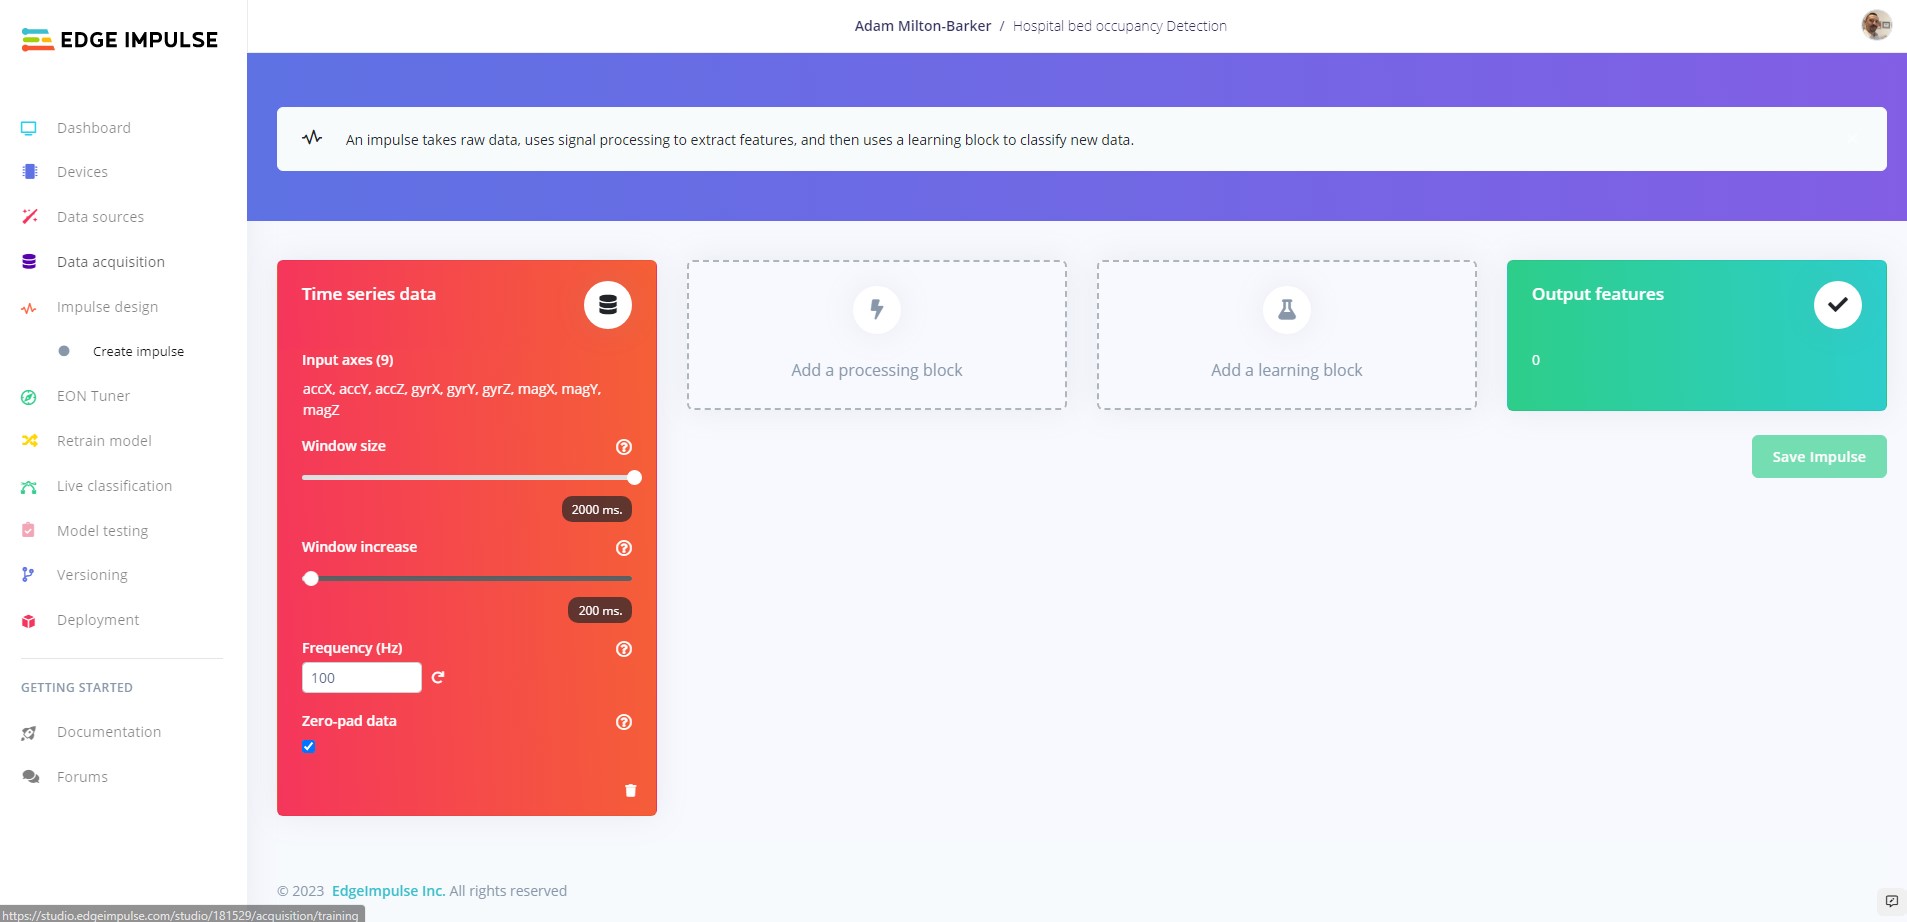 EDGE IMPULSE
Adam Milton-Barker / Hospital bed occupancy Detection
Dashboard
Devices
Data sources
Data acquisition
Impulse design
Create impulse
EON Tuner
Retrain model
Live classification
Model testing
Versioning
Deployment
GETTING STARTED
Documentation
Forums
An impulse takes raw data, uses signal processing to extract features, and then uses a learning block to classify new data.
Time series data
Input axes (9)
accX, accY, accZ, gyrX, gyrY, gyrZ, magX, magY,
magZ
Window size
2000 ms.
Window increase
200 ms.
Frequency (Hz)
100
Zero-pad data
Add a processing block
Add a learning block
Output features
0
Save Impulse
© 2023 EdgeImpulse Inc. All rights reserved
https://studio.edgeimpulse.com/studio/181529/acquisition/training